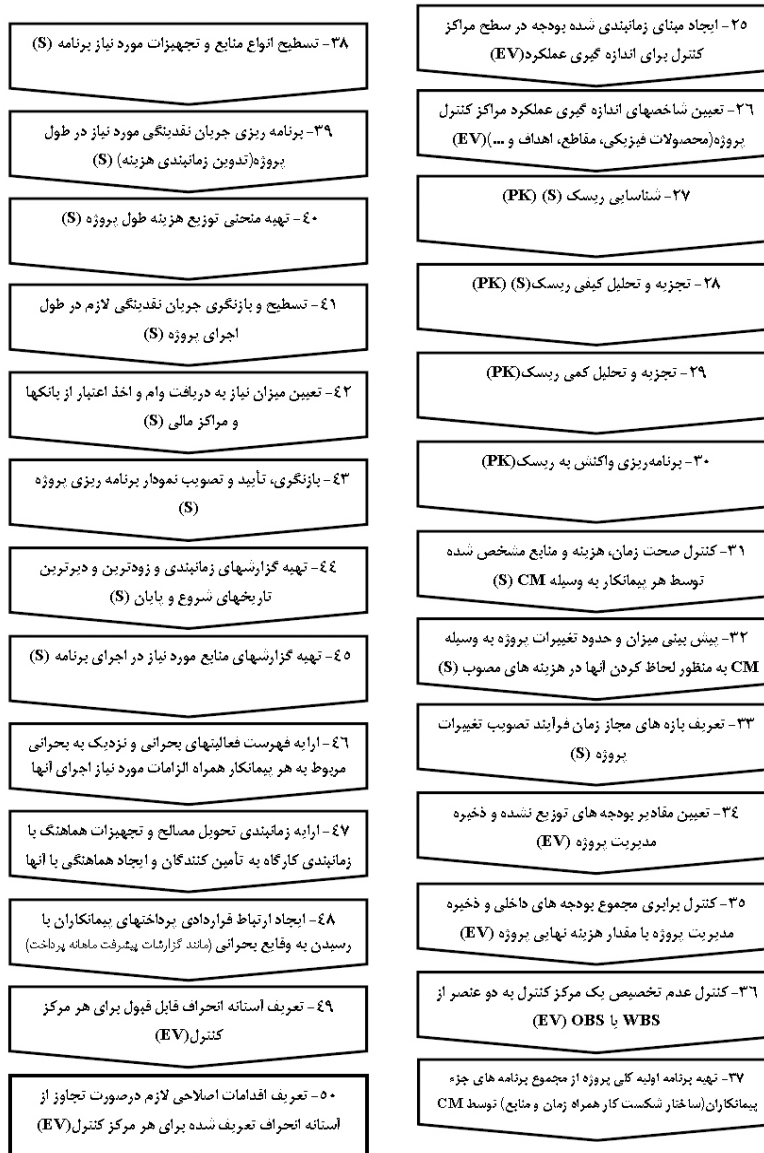 ۲۵- ایجاد مبنای زمانبندی شده بودجه در سطح مراکز
کنترل برای اندازه گیری عملکرد(EV)
۲۶- تعیین شاخصهای اندازه گیری عملکرد مراکز کنترل
پروژه(محصولات فیزیکی، مقاطع، اهداف و ...)(EV)
۲۷- شناسایی ریسک (S) (PK)
۲۸- تجزیه و تحلیل کیفی ریسک(S) (PK)
۲۹- تجزیه و تحلیل کمی ریسک(PK)
۳۰- برنامه‌ریزی واکنش به ریسک(PK)
۳۱- کنترل صحت زمان، هزینه و منابع مشخص شده
توسط هر پیمانکار به وسیله CM (S)
۳۲- پیش بینی میزان و حدود تغییرات پروژه به وسیله
CM به منظور لحاظ کردن آنها در هزینه های مصوب (S)
۳۳- تعریف بازه های مجاز زمان فرآیند تصویب تغییرات
پروژه (S)
۳٤- تعیین مقادیر بودجه های توزیع نشده و ذخیره
مدیریت پروژه (EV)
۳۵- کنترل برابری مجموع بودجه های داخلی و ذخیره
مدیریت پروژه با مقدار هزینه نهایی پروژه (EV)
۳٦- کنترل عدم تخصیص یک مرکز کنترل به دو عنصر از
WBS یا OBS (EV)
۳۷- تهیه برنامه اولیه کلی پروژه از مجموع برنامه های جزء
پیمانکاران(ساختار شکست کار همراه زمان و منابع) توسط CM
۳۸- تسطیح انواع منابع و تجهیزات مورد نیاز برنامه (S)
۳۹- برنامه ریزی جریان نقدینگی مورد نیاز در طول
پروژه(تدوین زمانبندی هزینه) (S)
٤۰- تهیه منحنی توزیع هزینه طول پروژه (S)
٤۱- تسطیح و بازنگری جریان نقدینگی لازم در طول
اجرای پروژه (S)
٤۲- تعیین میزان نیاز به دریافت وام و اخذ اعتبار از بانکها
و مراکز مالی (S)
٤۳- بازنگری، تأیید و تصویب نمودار برنامه ریزی پروژه
(S)
٤٤- تهیه گزارشهای زمانبندی و زودترین و دیرترین
تاریخهای شروع و پایان (S)
٤٥- تهیه گزارشهای منابع مورد نیاز در اجرای برنامه (S)
٤٦- ارایه فهرست فعالیتهای بحرانی و نزدیک به بحرانی
مربوط به هر پیمانکار همراه الزامات مورد نیاز اجرای آنها
٤۷- ارایه زمانبندی تحویل مصالح و تجهیزات هماهنگ با
زمانبندی کارگاه به تأمین کنندگان و ایجاد هماهنگی با آنها
٤۸- ایجاد ارتباط قراردادی پرداختهای پیمانکاران با
رسیدن به وقایع بحرانی (مانند گزارشات پیشرفت ماهانه پرداخت)
٤۹- تعریف آستانه انحراف قابل قبول برای هر مرکز
کنترل(EV)
۵۰- تعریف اقدامات اصلاحی لازم درصورت تجاوز از
آستانه انحراف تعریف شده برای هر مرکز کنترل(EV)